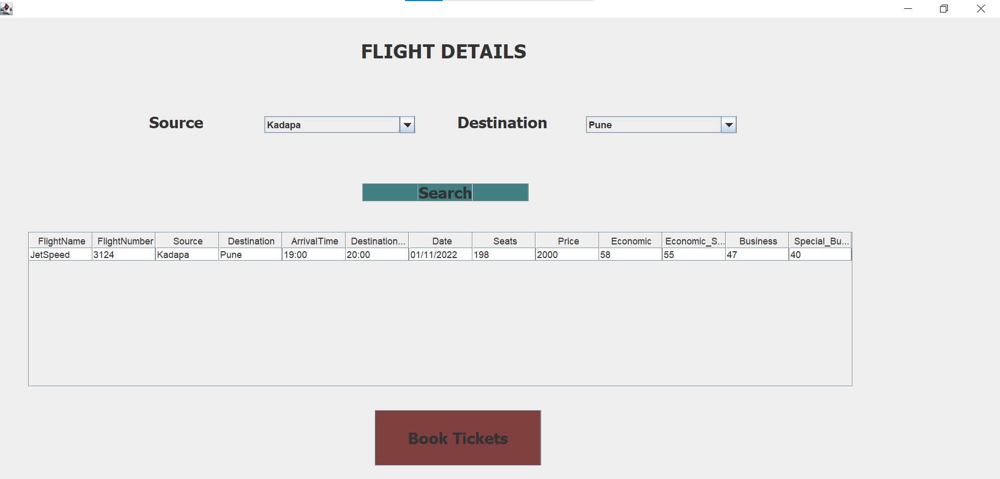 FLIGHT DETAILS
Source Kadapa Destination Pune
Search
FlightName FlightNumber Source Destination ArrivalTime Destination... Date Seats Price Economic Economic_S... Business Special_Bu...
JetSpeed 3124 Kadapa Pune 19:00 20:00 01/11/2022 198 2000 58 55 47 40
Book Tickets